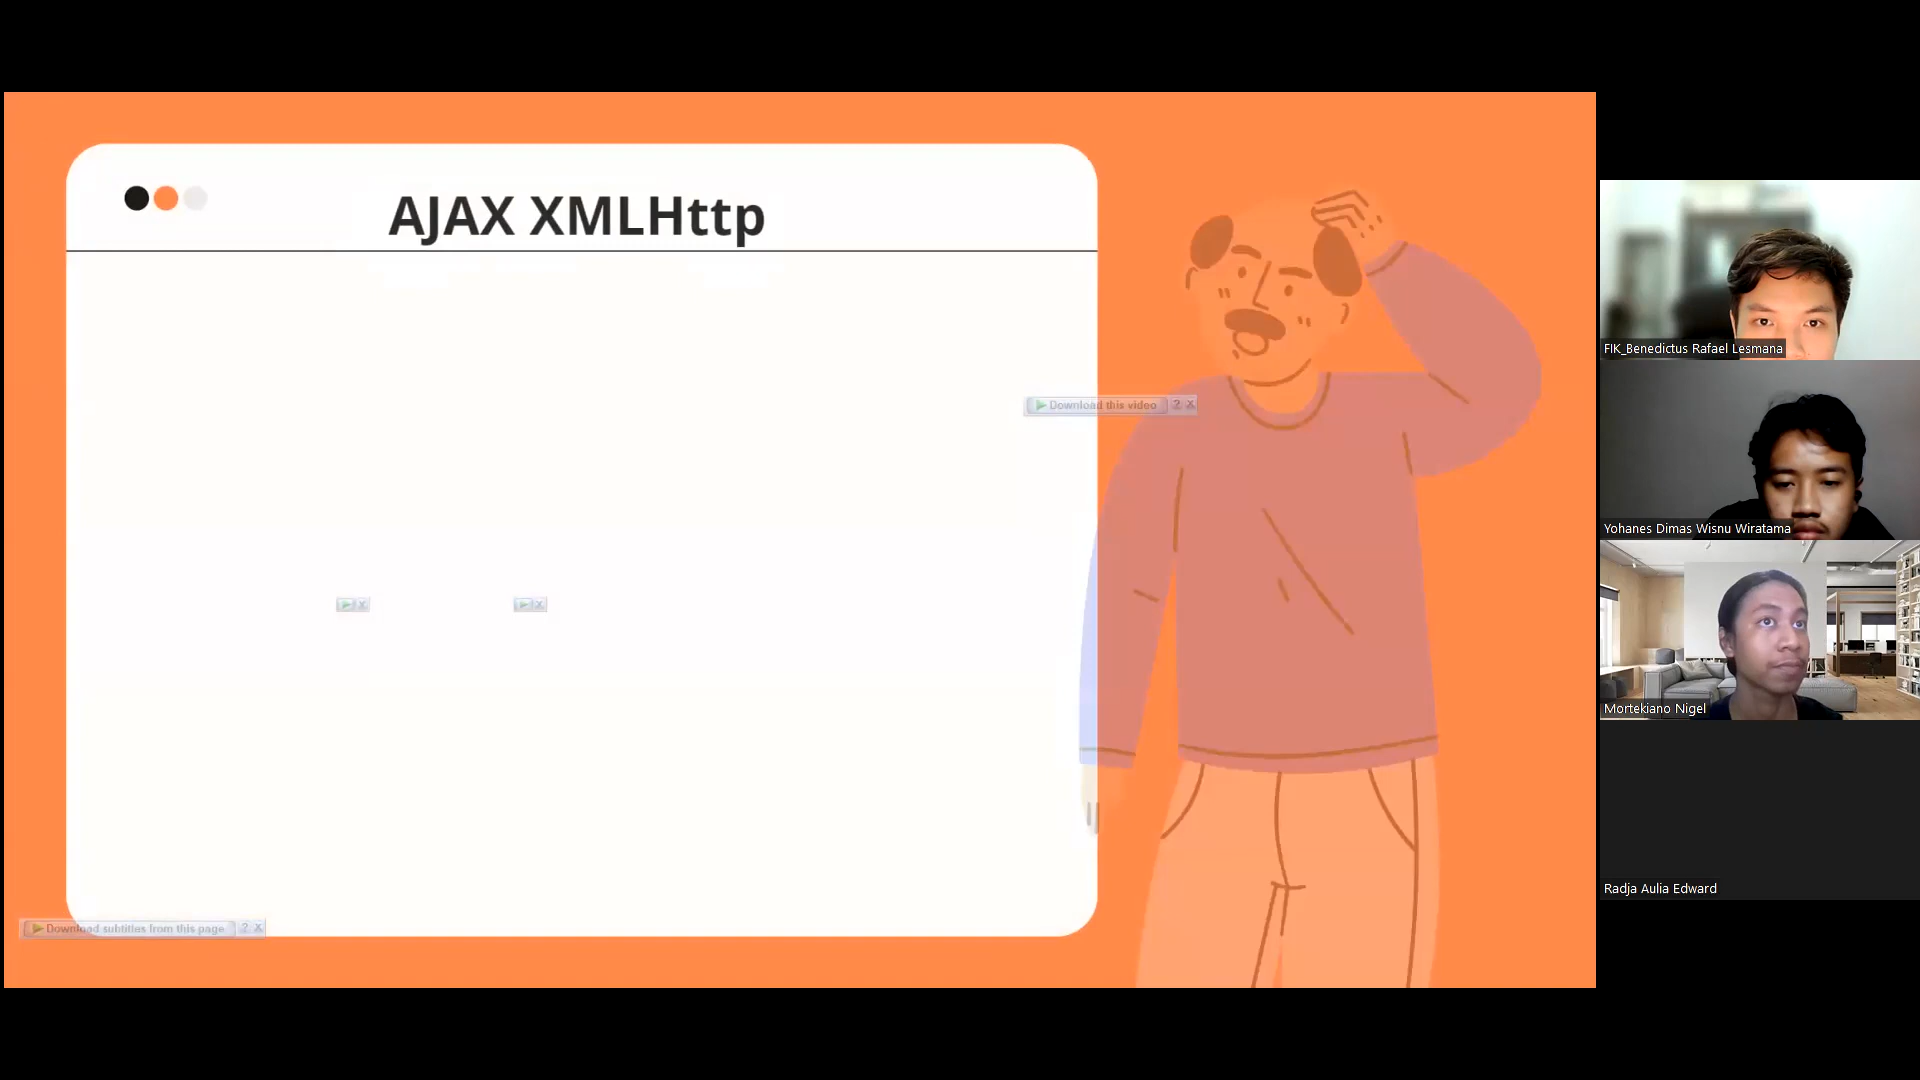 AJAX XMLHttp
Download this video ? X
X
X
Download subtitles from this page ? X
FIK_Benedictus Rafael Lesmana
Yohanes Dimas Wisnu Wiratama
Mortekiano Nigel
Radja Aulia Edward